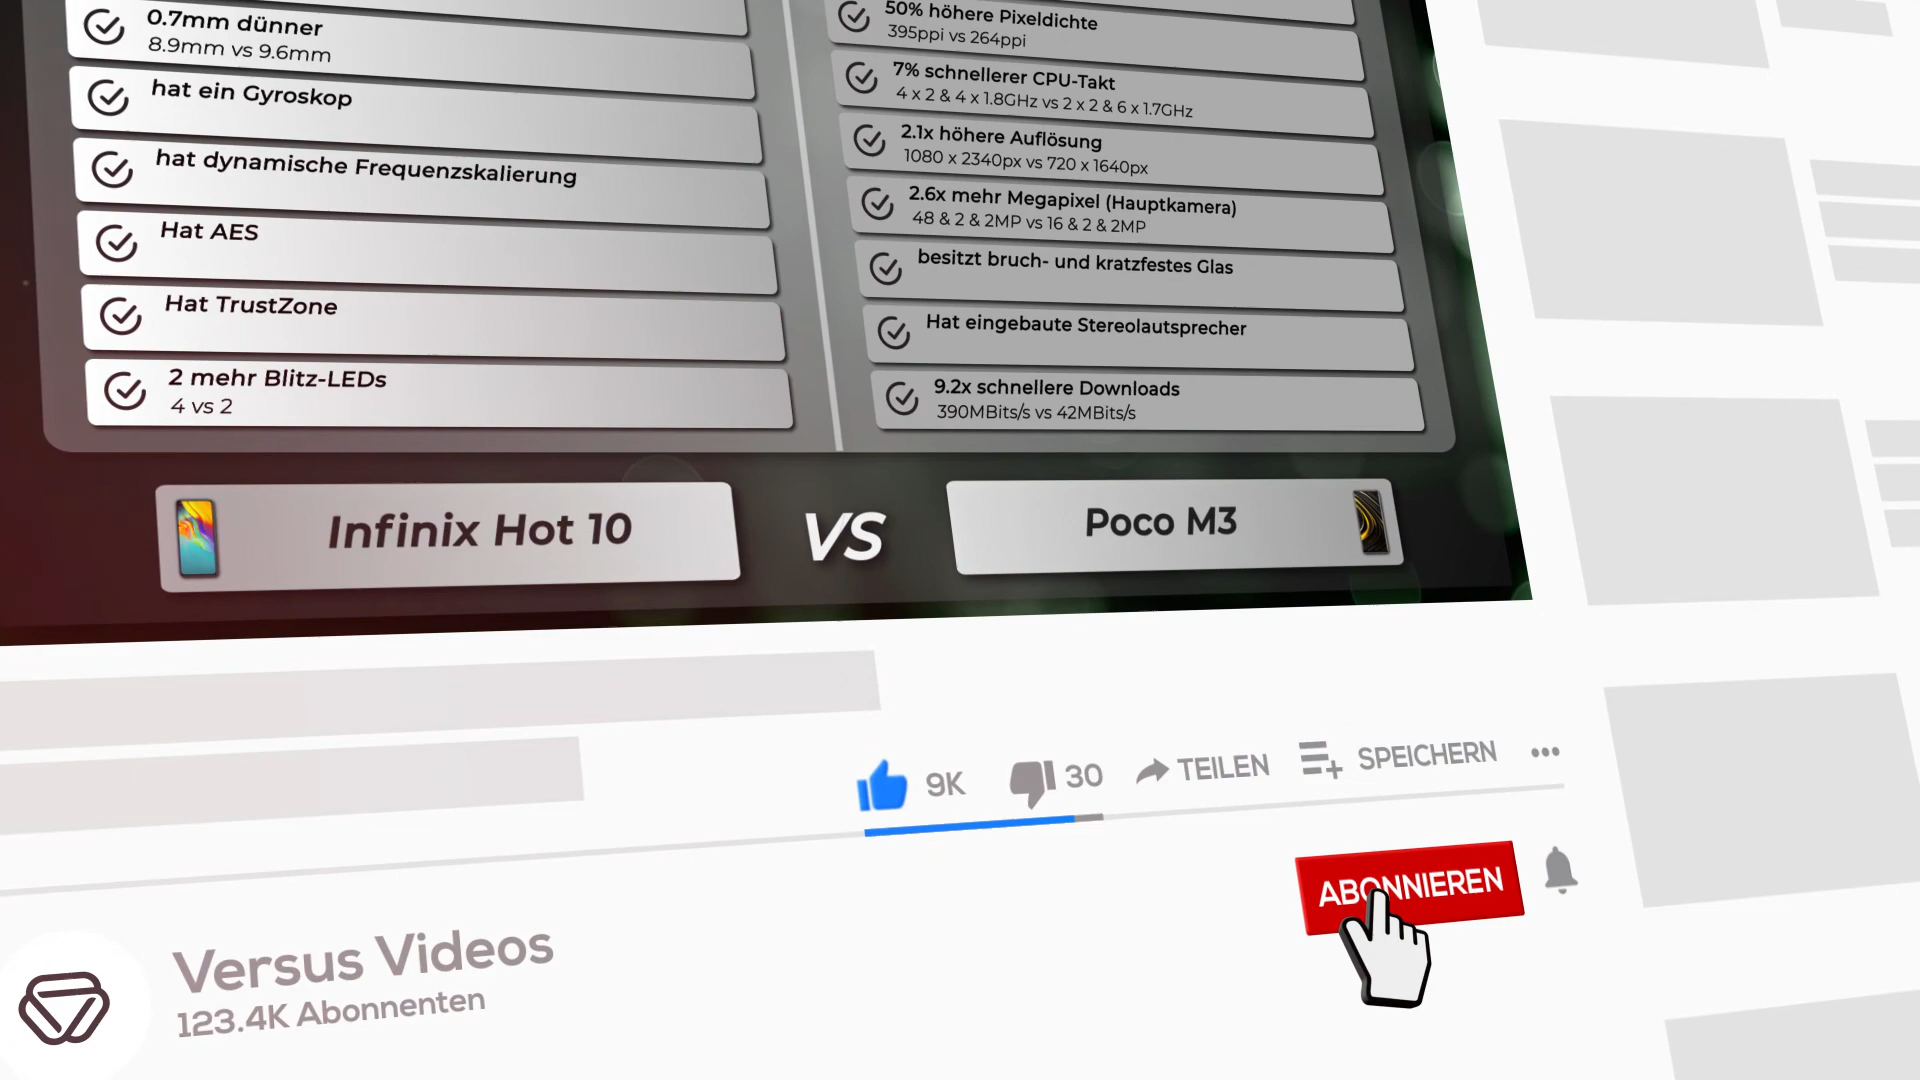 0.7mm dünner
8.9mm vs 9.6mm
hat ein Gyroskop
hat dynamische Frequenzskalierung
Hat AES
Hat TrustZone
2 mehr Blitz-LEDs
4 vs 2
50% höhere Pixeldichte
395ppi vs 264ppi
7% schnellerer CPU-Takt
4 x 2 & 4 x 1.8GHz vs 2 x 2 & 6 x 1.7GHz
2.1x höhere Auflösung
1080 x 2340px vs 720 x 1640px
2.6x mehr Megapixel (Hauptkamera)
48 & 2 & 2MP vs 16 & 2 & 2MP
besitzt bruch- und kratzfestes Glas
Hat eingebaute Stereolautsprecher
9.2x schnellere Downloads
390MBits/s vs 42MBits/s
Infinix Hot 10 VS Poco M3
9K 30 TEILEN SPEICHERN
ABONNIEREN
Versus Videos
123.4K Abonnenten